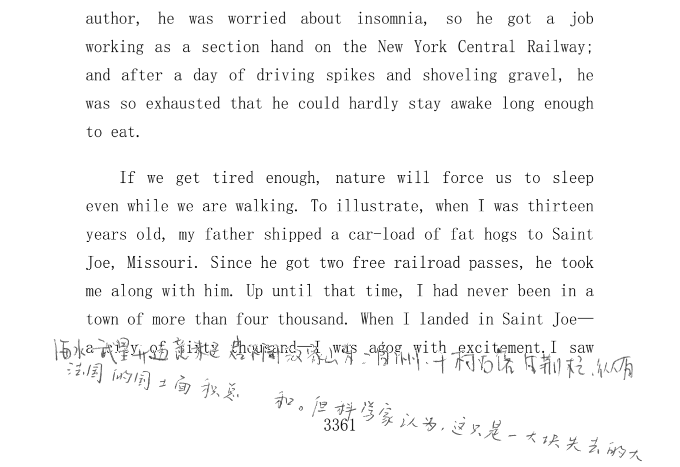 author, he was worried about insomnia, so he got a job
working as a section hand on the New York Central Railway;
and after a day of driving spikes and shoveling gravel, he
was so exhausted that he could hardly stay awake long enough
to eat.
If we get tired enough, nature will force us to sleep
even while we are walking. To illustrate, when I was thirteen
years old, my father shipped a car-load of fat hogs to Saint
Joe, Missouri. Since he got two free railroad passes, he took
me along with him. Up until that time, I had never been in a
town of more than four thousand. When I landed in Saint Joe—
a city of sixty thousand—I was agog with excitement. I saw
法国的国土面积总和。但科学家认为，这只是一大块失去的大
3361